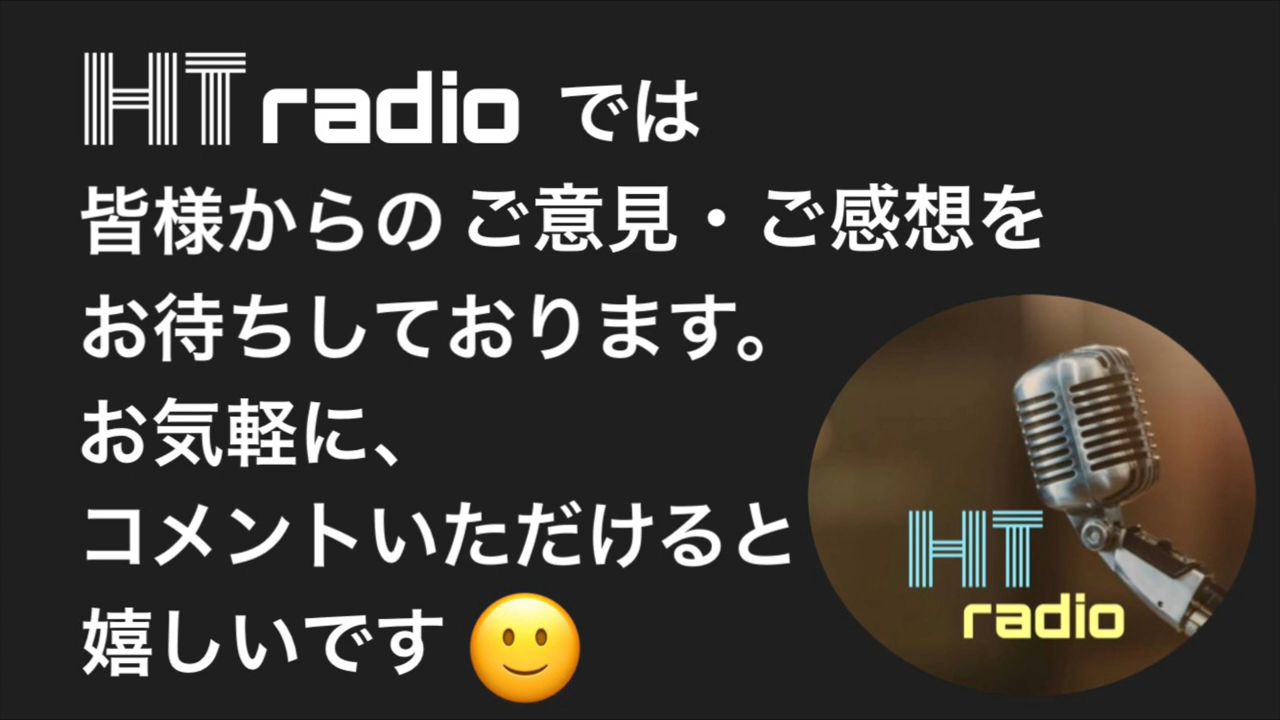 HT radio では
皆様からの ご意見・ご感想を
お待ちしております。
お気軽に、
コメントいただけると
嬉しいです
HT
radio